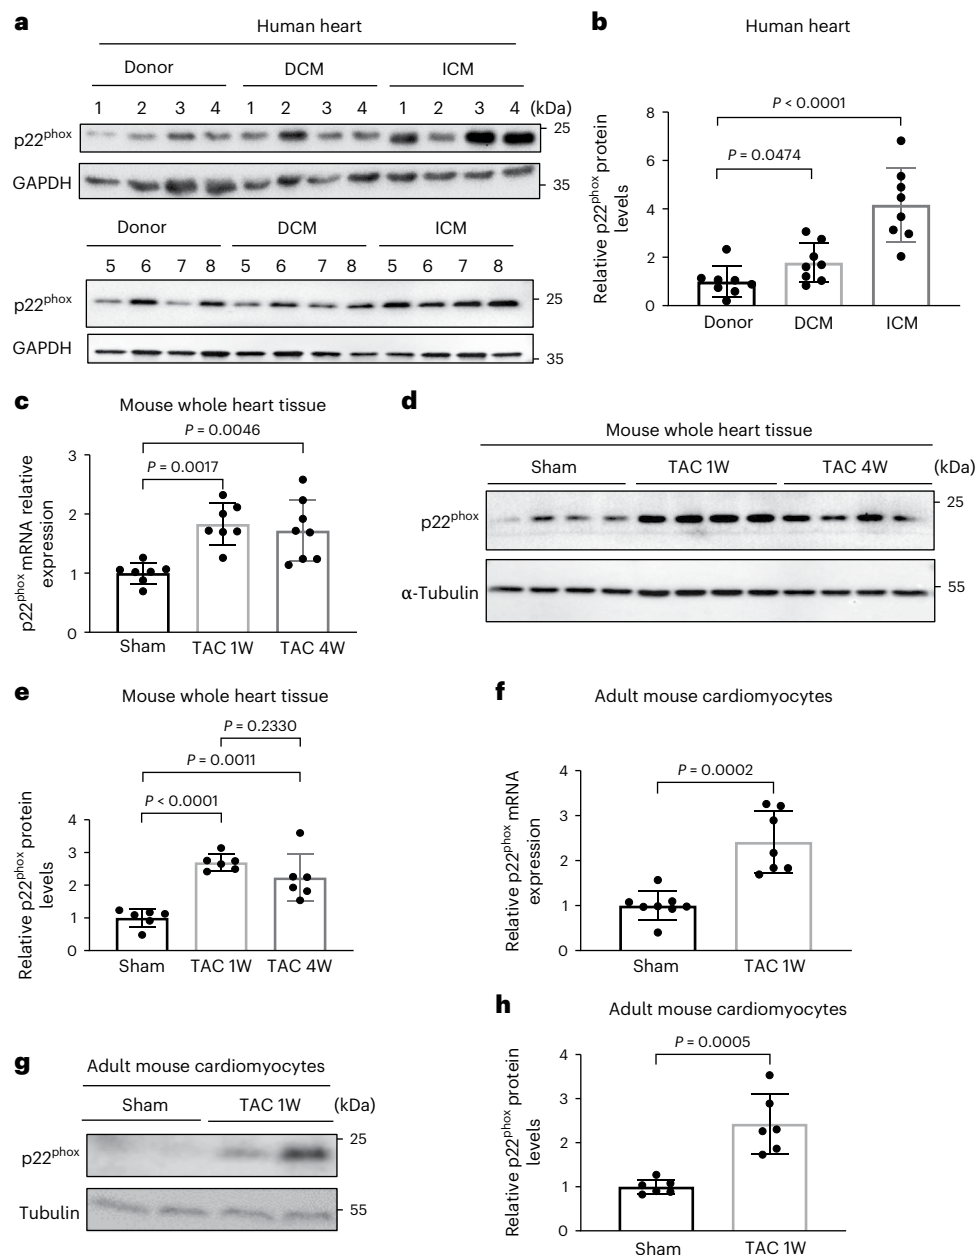 a
Human heart
Donor DCM ICM
1 2 3 4 1 2 3 4 1 2 3 4 (kDa)
p22phox
25
GAPDH
35
Donor DCM ICM
5 6 7 8 5 6 7 8 5 6 7 8
p22phox
25
GAPDH
35
b
Human heart
P < 0.0001
P = 0.0474
Relative p22phox protein
levels
8
6
4
2
0
Donor DCM ICM
c
Mouse whole heart tissue
P = 0.0046
P = 0.0017
p22phox mRNA relative
expression
3
2
1
0
Sham TAC 1W TAC 4W
d
Mouse whole heart tissue
Sham TAC 1W TAC 4W (kDa)
p22phox
25
α-Tubulin
55
e
Mouse whole heart tissue
P = 0.2330
P = 0.0011
P < 0.0001
Relative p22phox protein
levels
4
3
2
1
0
Sham TAC 1W TAC 4W
f
Adult mouse cardiomyocytes
P = 0.0002
Relative p22phox mRNA
expression
4
3
2
1
0
Sham TAC 1W
g
Adult mouse cardiomyocytes
Sham TAC 1W (kDa)
p22phox
25
Tubulin
55
h
Adult mouse cardiomyocytes
P = 0.0005
Relative p22phox protein
levels
4
3
2
1
0
Sham TAC 1W